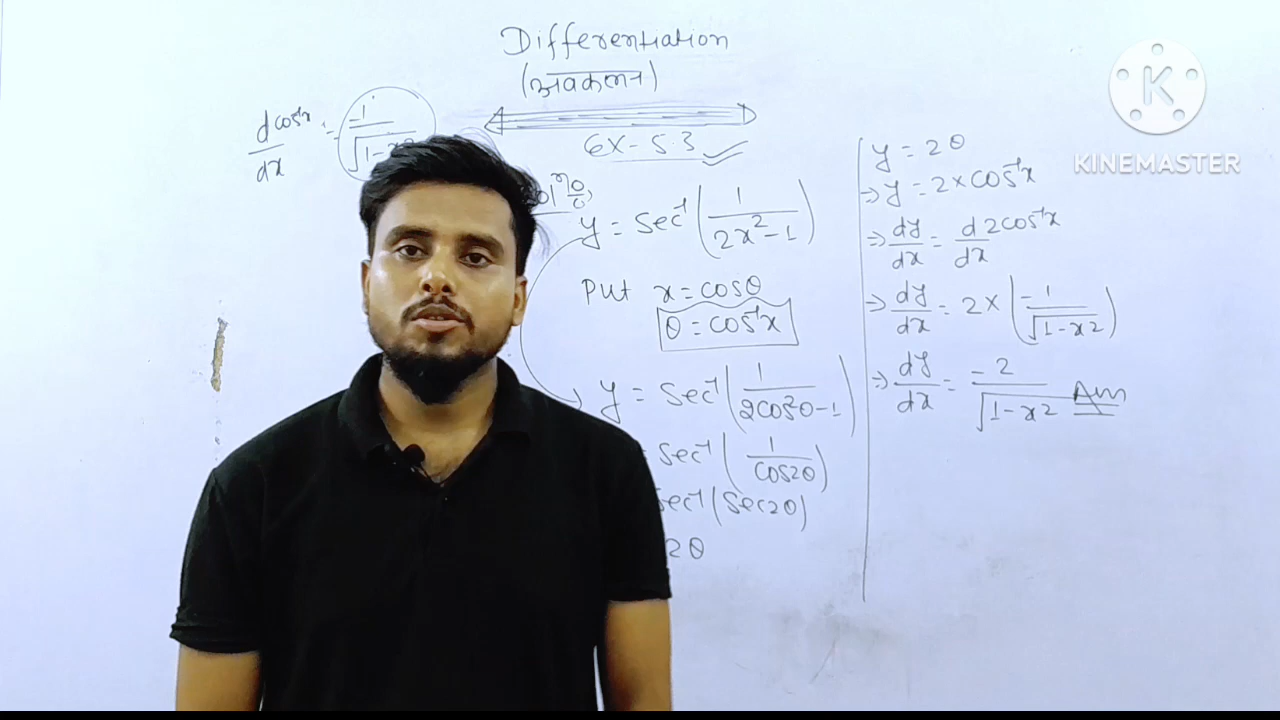 Differentiation
(अवकलन)
d cos⁻¹x / dx = -1 / √1-x2
EX - 5.3
Sol^n
y = Sec⁻¹ (1 / 2x²-1)
Put x = cosθ
θ = cos⁻¹x
y = Sec⁻¹ (1 / 2cos²θ-1)
= Sec⁻¹ (1 / cos2θ)
Sec⁻¹ (Sec2θ)
2θ
y = 2θ
⇒ y = 2 × cos⁻¹x
⇒ dy/dx = d 2cos⁻¹x / dx
⇒ dy/dx = 2 × (-1 / √1-x2)
⇒ dy/dx = -2 / √1-x2 Ans
K
KINEMASTER